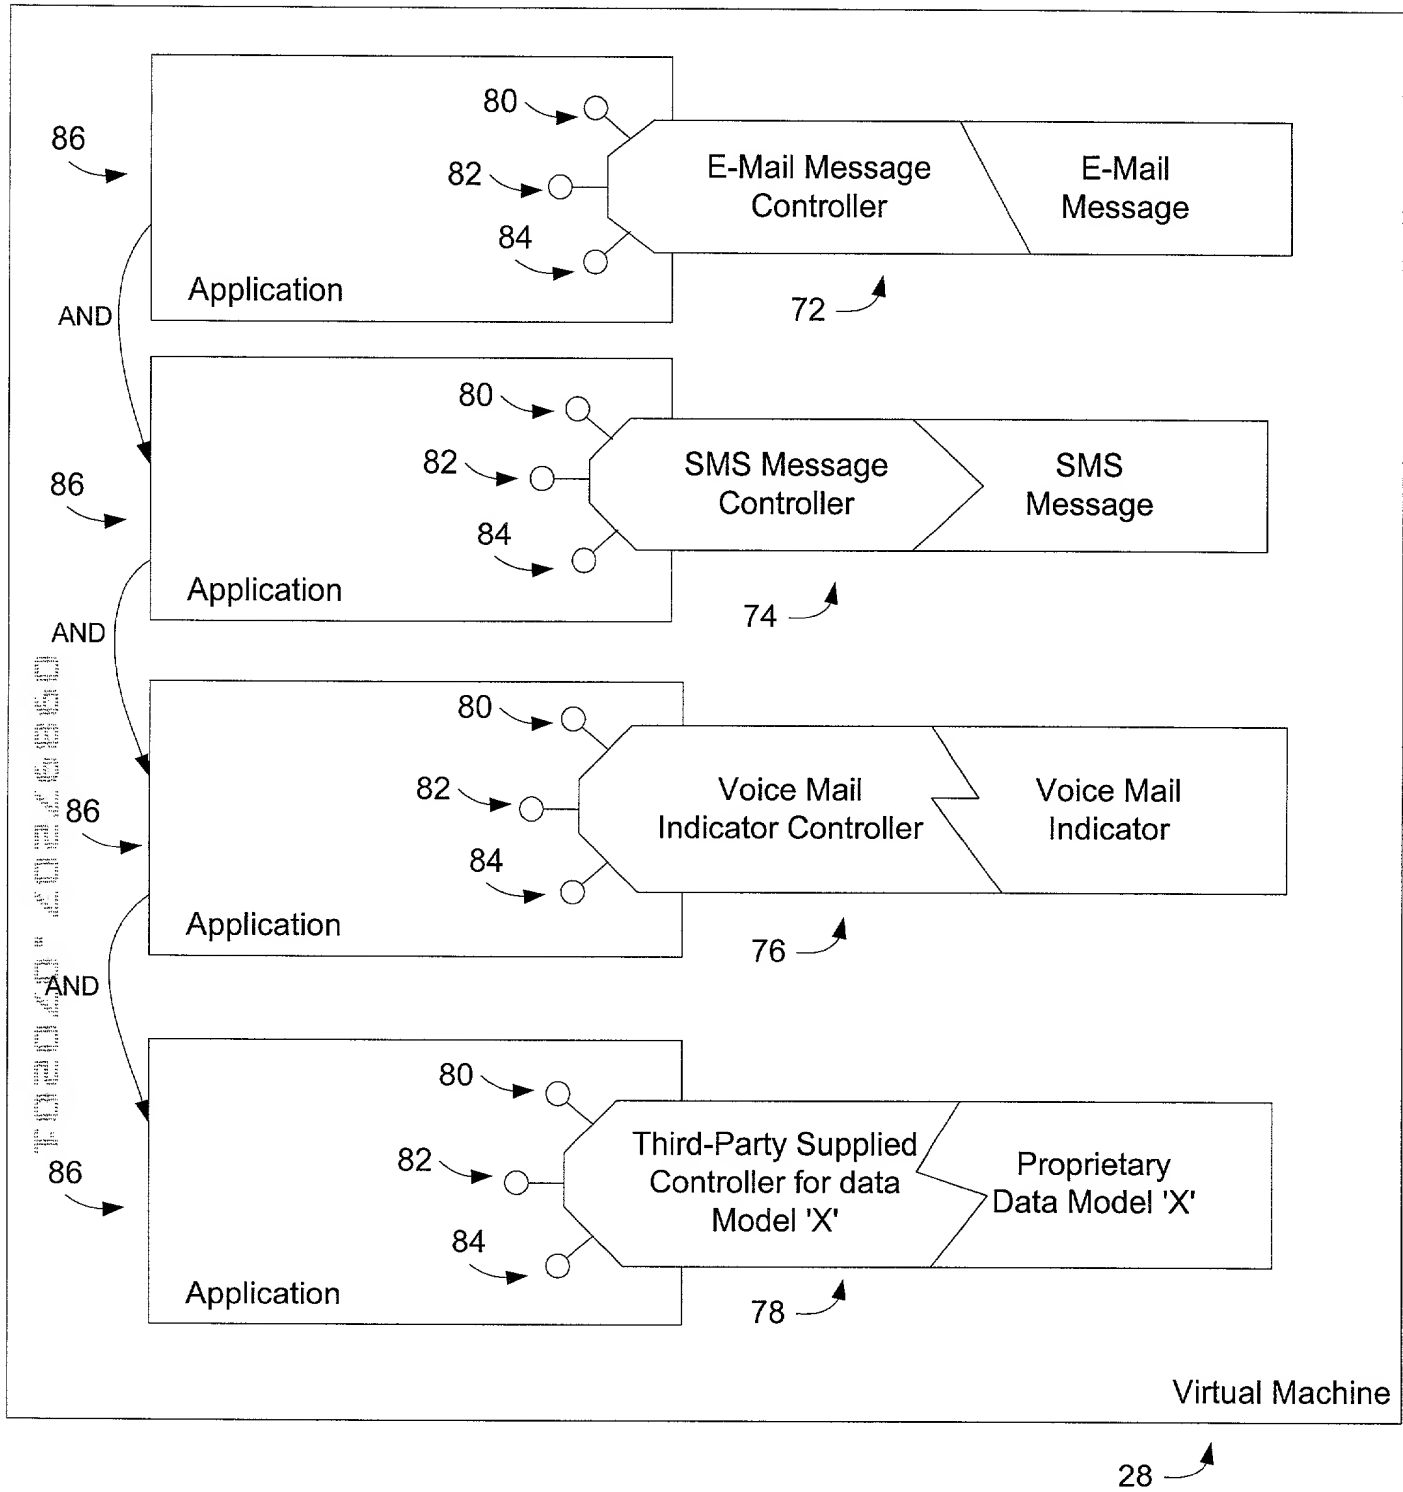 80
86
82
84
E-Mail Message
Controller
E-Mail
Message
Application
72
AND
80
82
86
84
SMS Message
Controller
SMS
Message
Application
74
AND
80
82
86
84
Voice Mail
Indicator Controller
Voice Mail
Indicator
Application
76
AND
80
82
86
84
Third-Party Supplied
Controller for data
Model 'X'
Proprietary
Data Model 'X'
Application
78
Virtual Machine
28